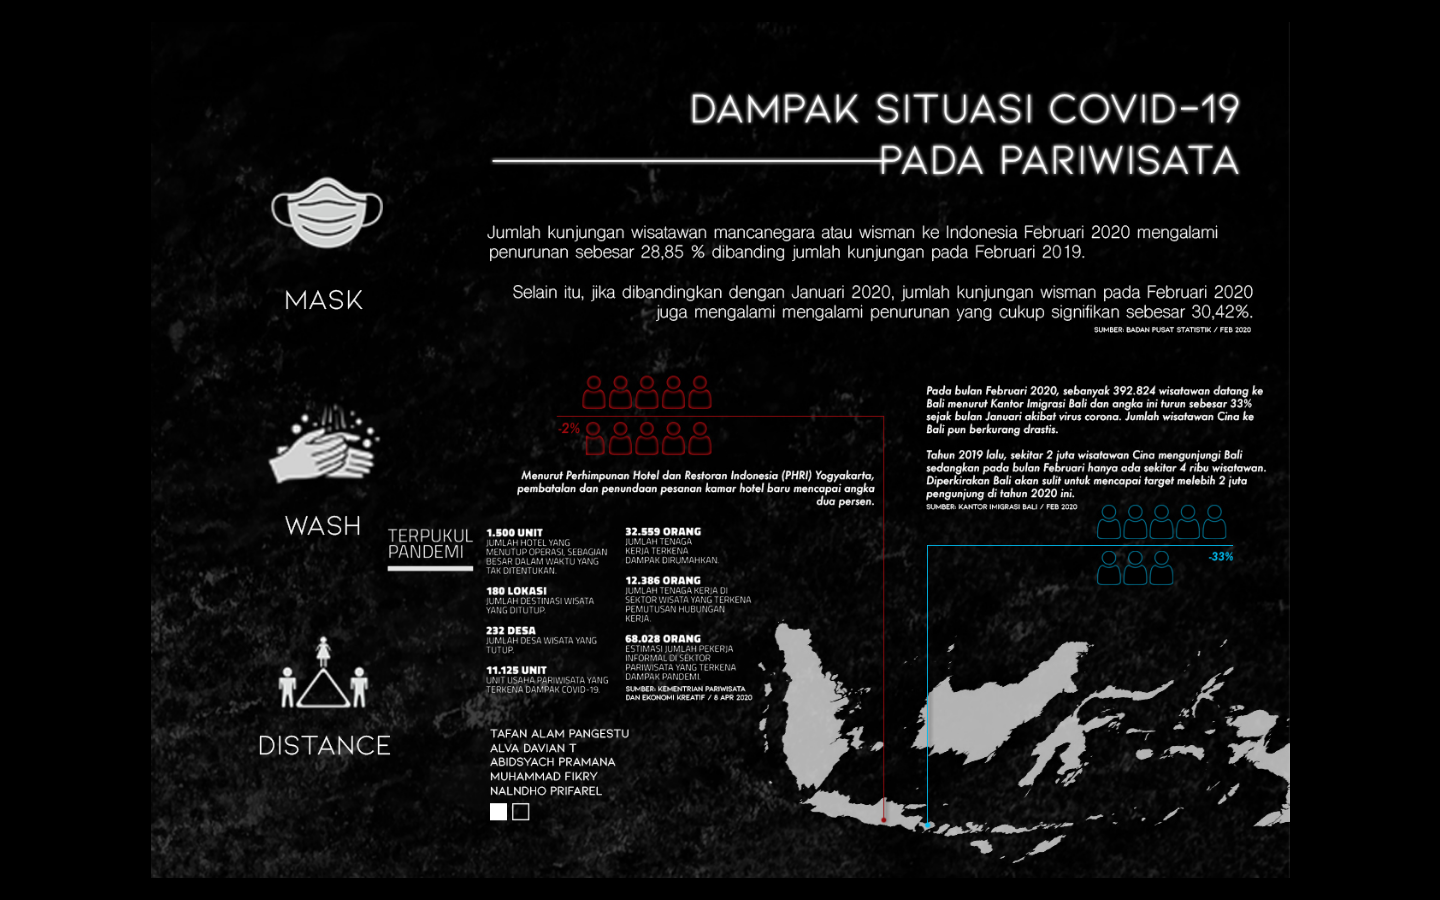 DAMPAK SITUASI COVID-19
PADA PARIWISATA
Jumlah kunjungan wisatawan mancanegara atau wisman ke Indonesia Februari 2020 mengalami
penurunan sebesar 28,85 % dibanding jumlah kunjungan pada Februari 2019.
Selain itu, jika dibandingkan dengan Januari 2020, jumlah kunjungan wisman pada Februari 2020
juga mengalami mengalami penurunan yang cukup signifikan sebesar 30,42%.
SUMBER: BADAN PUSAT STATISTIK / FEB 2020
MASK
WASH
DISTANCE
-2%
Menurut Perhimpunan Hotel dan Restoran Indonesia (PHRI) Yogyakarta,
pembatalan dan penundaan pesanan kamar hotel baru mencapai angka
dua persen.
Pada bulan Februari 2020, sebanyak 392.824 wisatawan datang ke
Bali menurut Kantor Imigrasi Bali dan angka ini turun sebesar 33%
sejak bulan Januari akibat virus corona. Jumlah wisatawan Cina ke
Bali pun berkurang drastis.
Tahun 2019 lalu, sekitar 2 juta wisatawan Cina mengunjungi Bali
sedangkan pada bulan Februari hanya ada sekitar 4 ribu wisatawan.
Diperkirakan Bali akan sulit untuk mencapai target melebih 2 juta
pengunjung di tahun 2020 ini.
SUMBER: KANTOR IMIGRASI BALI / FEB 2020
-33%
TERPUKUL
PANDEMI
1.500 UNIT
JUMLAH HOTEL YANG
MENUTUP OPERASI, SEBAGIAN
BESAR DALAM WAKTU YANG
TAK DITENTUKAN.
180 LOKASI
JUMLAH DESTINASI WISATA
YANG DITUTUP.
232 DESA
JUMLAH DESA WISATA YANG
TUTUP.
11.125 UNIT
UNIT USAHA PARIWISATA YANG
TERKENA DAMPAK COVID-19.
32.559 ORANG
JUMLAH TENAGA
KERJA TERKENA
DAMPAK DIRUMAHKAN.
12.386 ORANG
JUMLAH TENAGA KERJA DI
SEKTOR WISATA YANG TERKENA
PEMUTUSAN HUBUNGAN
KERJA.
68.028 ORANG
ESTIMASI JUMLAH PEKERJA
INFORMAL DI SEKTOR
PARIWISATA YANG TERKENA
DAMPAK PANDEMI.
SUMBER: KEMENTRIAN PARIWISATA
DAN EKONOMI KREATIF / 8 APR 2020
TAFAN ALAM PANGESTU
ALVA DAVIAN T
ABIDSYACH PRAMANA
MUHAMMAD FIKRY
NALNDHO PRIFAREL